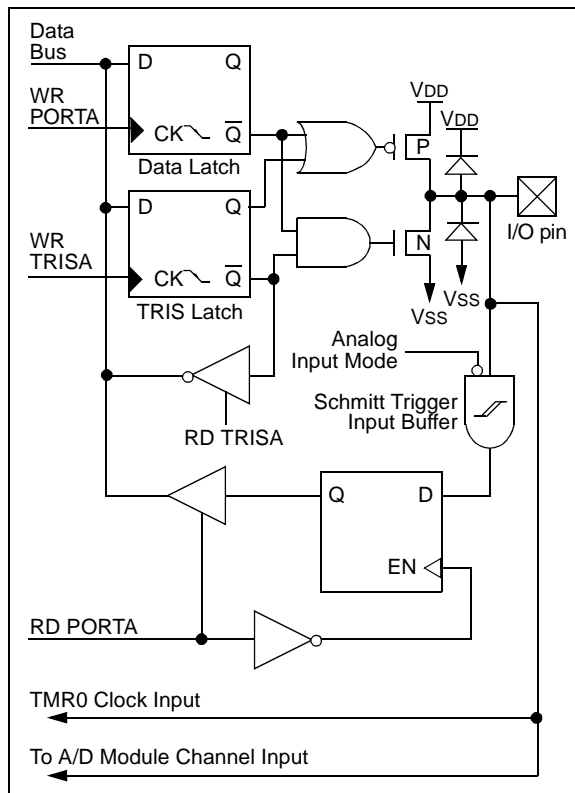 Data
Bus
D Q
VDD
WR
PORTA
VDD
CK Q
P
Data Latch
D Q
I/O pin
WR
TRISA
N
CK Q
VSS
VSS
TRIS Latch
Analog
Input Mode
Schmitt Trigger
Input Buffer
RD TRISA
Q D
EN
RD PORTA
TMR0 Clock Input
To A/D Module Channel Input